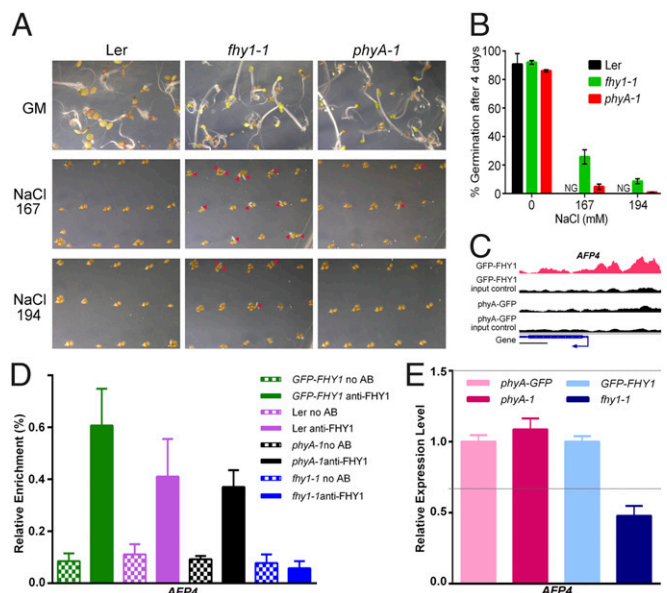 A
Ler fhy1-1 phyA-1
GM
NaCl
167
NaCl
194
B
% Germination after 4 days
100
80
60
40
20
0
Ler
fhy1-1
phyA-1
NG NG
0 167 194
NaCl (mM)
C
AFP4
GFP-FHY1
GFP-FHY1
input control
phyA-GFP
phyA-GFP
input control
Gene
D
Relative Enrichment (%)
0.8
0.6
0.4
0.2
0.0
GFP-FHY1 no AB
GFP-FHY1 anti-FHY1
Ler no AB
Ler anti-FHY1
phyA-1no AB
phyA-1anti-FHY1
fhy1-1 no AB
fhy1-1anti-FHY1
AFP4
E
Relative Expression Level
1.5
1.0
0.5
0.0
phyA-GFP GFP-FHY1
phyA-1 fhy1-1
AFP4